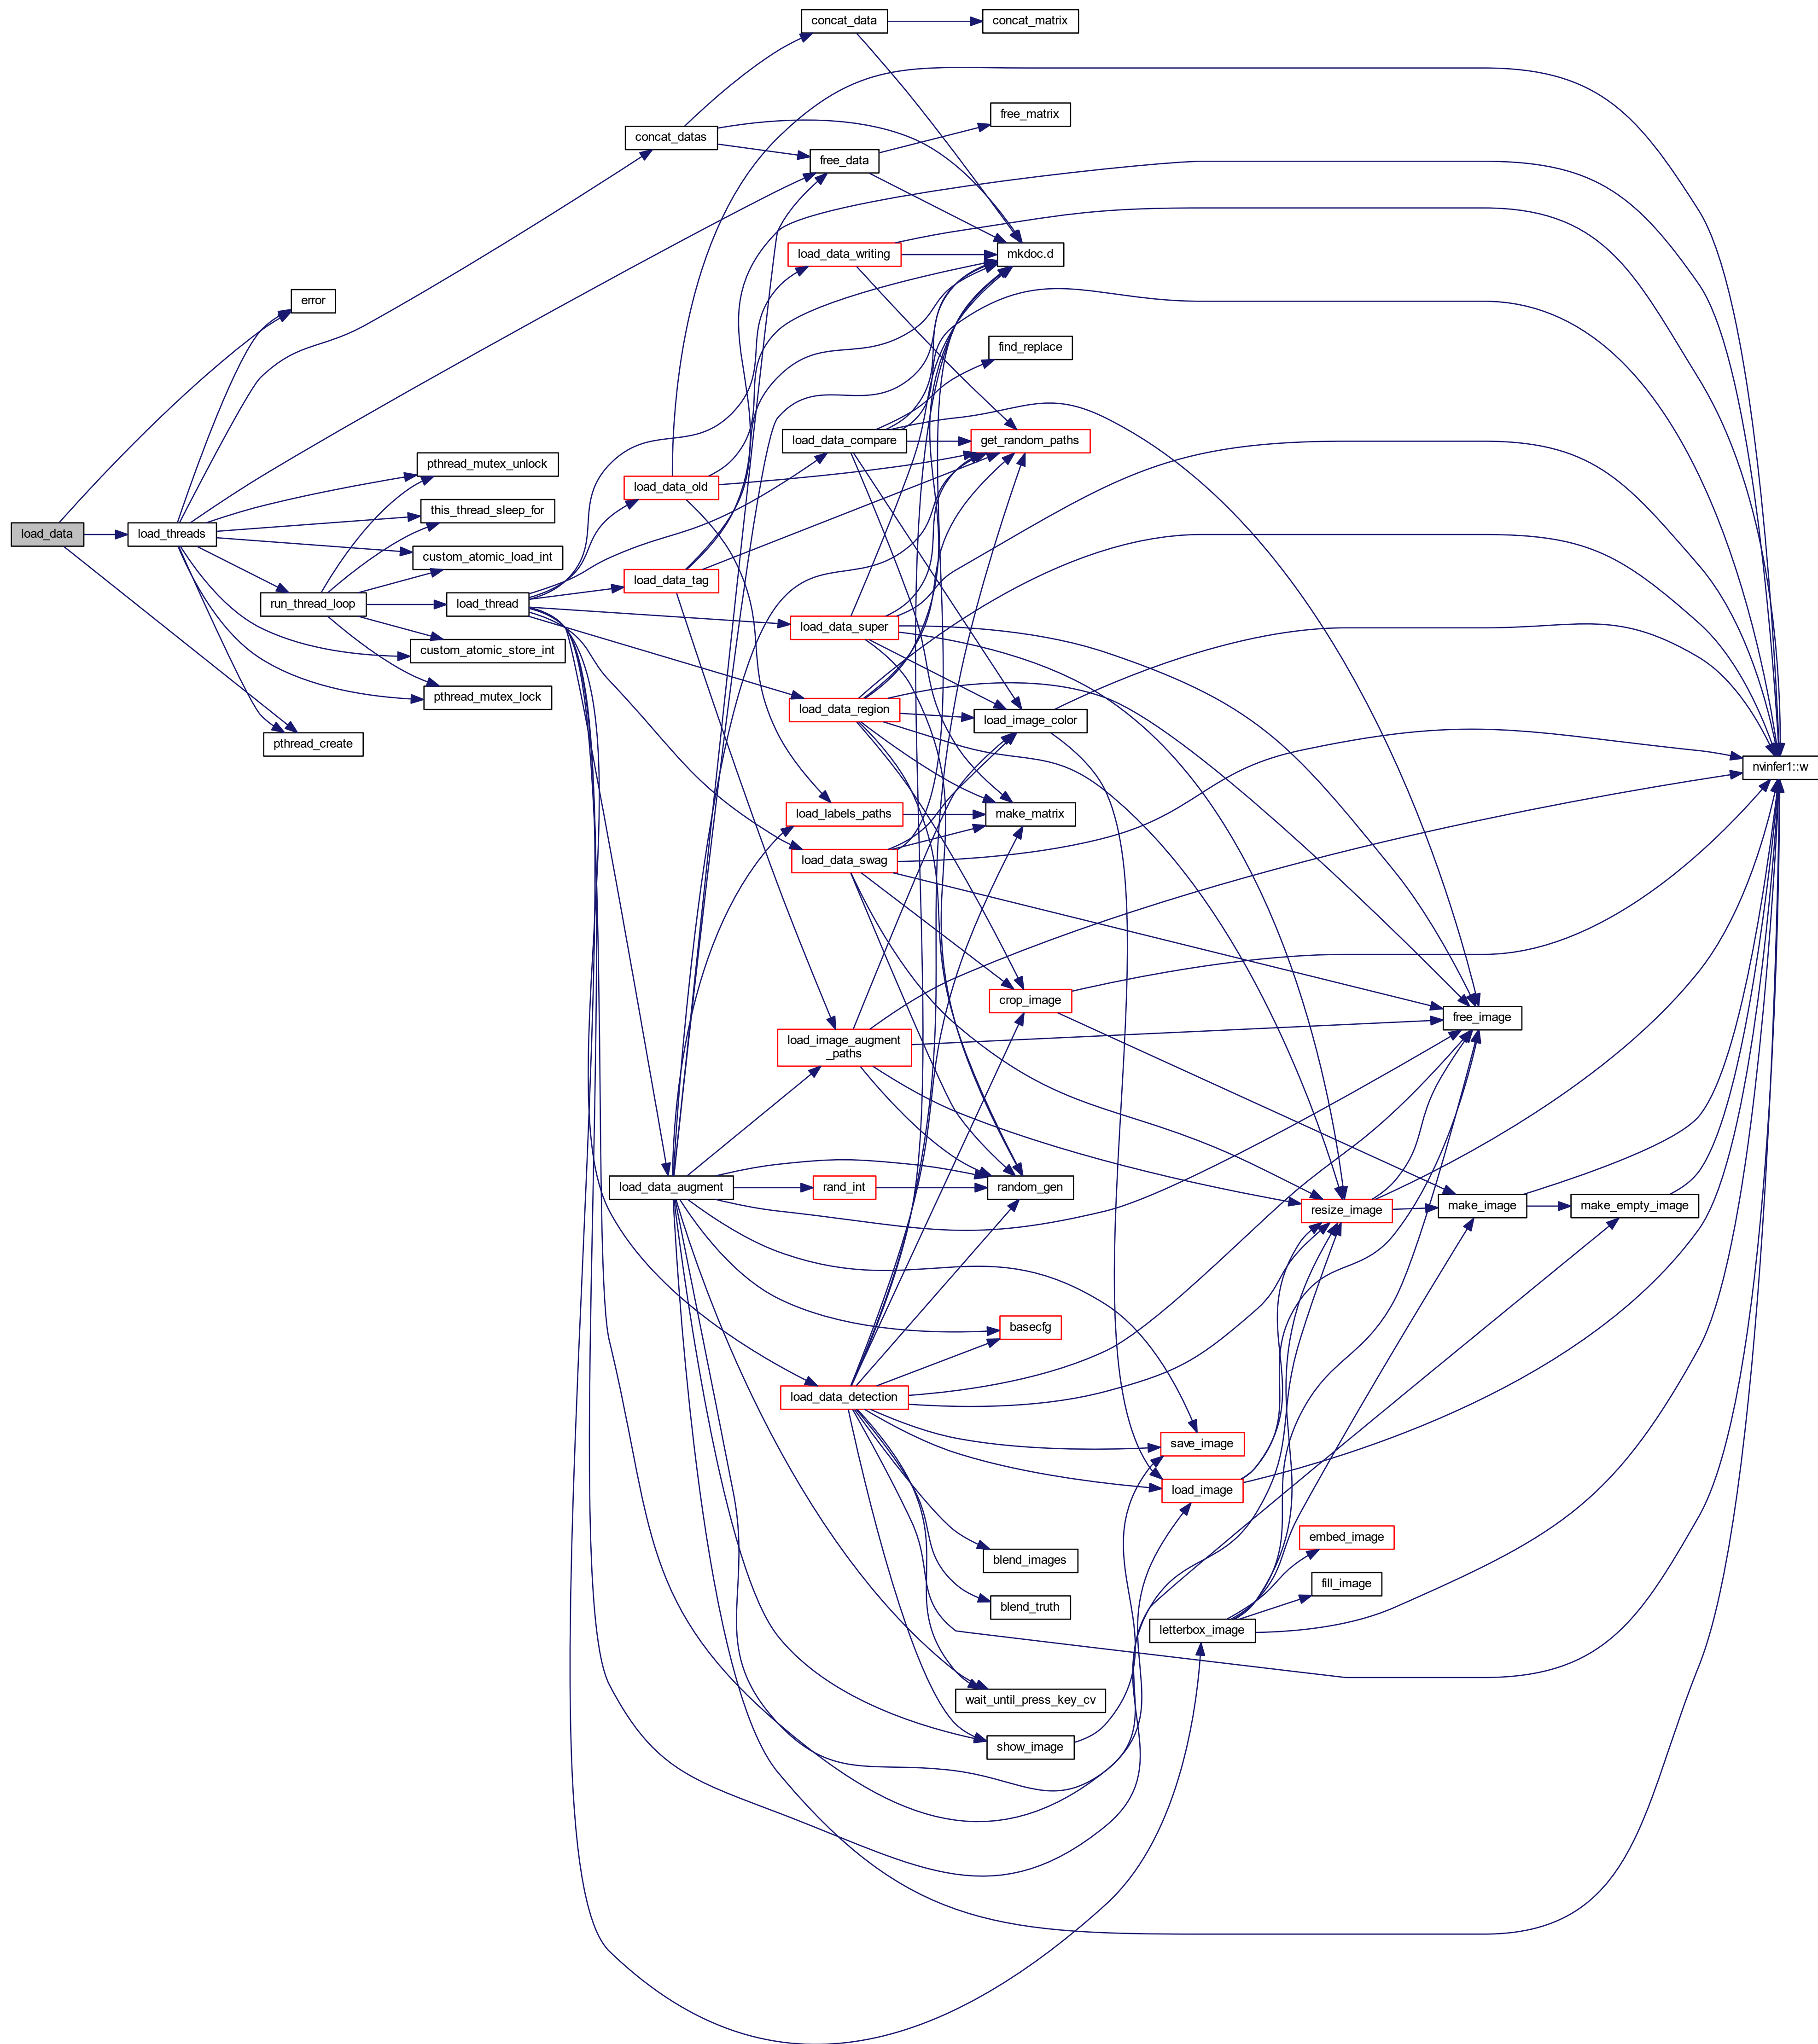 concat_data
concat_matrix
free_matrix
concat_datas
free_data
load_data_writing
mkdoc.d
error
find_replace
load_data_compare
get_random_paths
pthread_mutex_unlock
load_data_old
this_thread_sleep_for
load_data
load_threads
custom_atomic_load_int
load_data_tag
run_thread_loop
load_thread
load_data_super
custom_atomic_store_int
pthread_mutex_lock
load_data_region
load_image_color
pthread_create
nvinfer1::w
load_labels_paths
make_matrix
load_data_swag
crop_image
free_image
load_image_augment
_paths
load_data_augment
rand_int
random_gen
resize_image
make_image
make_empty_image
basecfg
load_data_detection
save_image
load_image
embed_image
blend_images
fill_image
blend_truth
letterbox_image
wait_until_press_key_cv
show_image